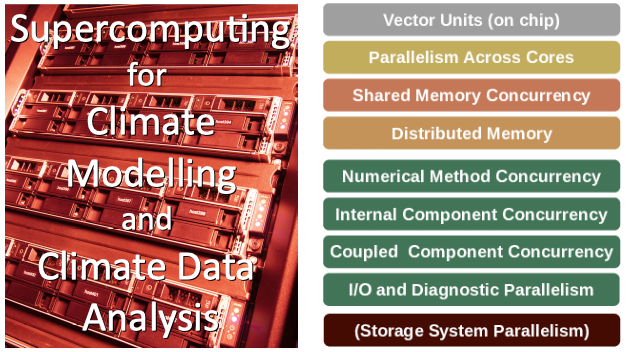 Supercomputing
for
Climate
Modelling
and
Climate Data
Analysis
Vector Units (on chip)
Parallelism Across Cores
Shared Memory Concurrency
Distributed Memory
Numerical Method Concurrency
Internal Component Concurrency
Coupled  Component Concurrency
I/O and Diagnostic Parallelism
(Storage System Parallelism)